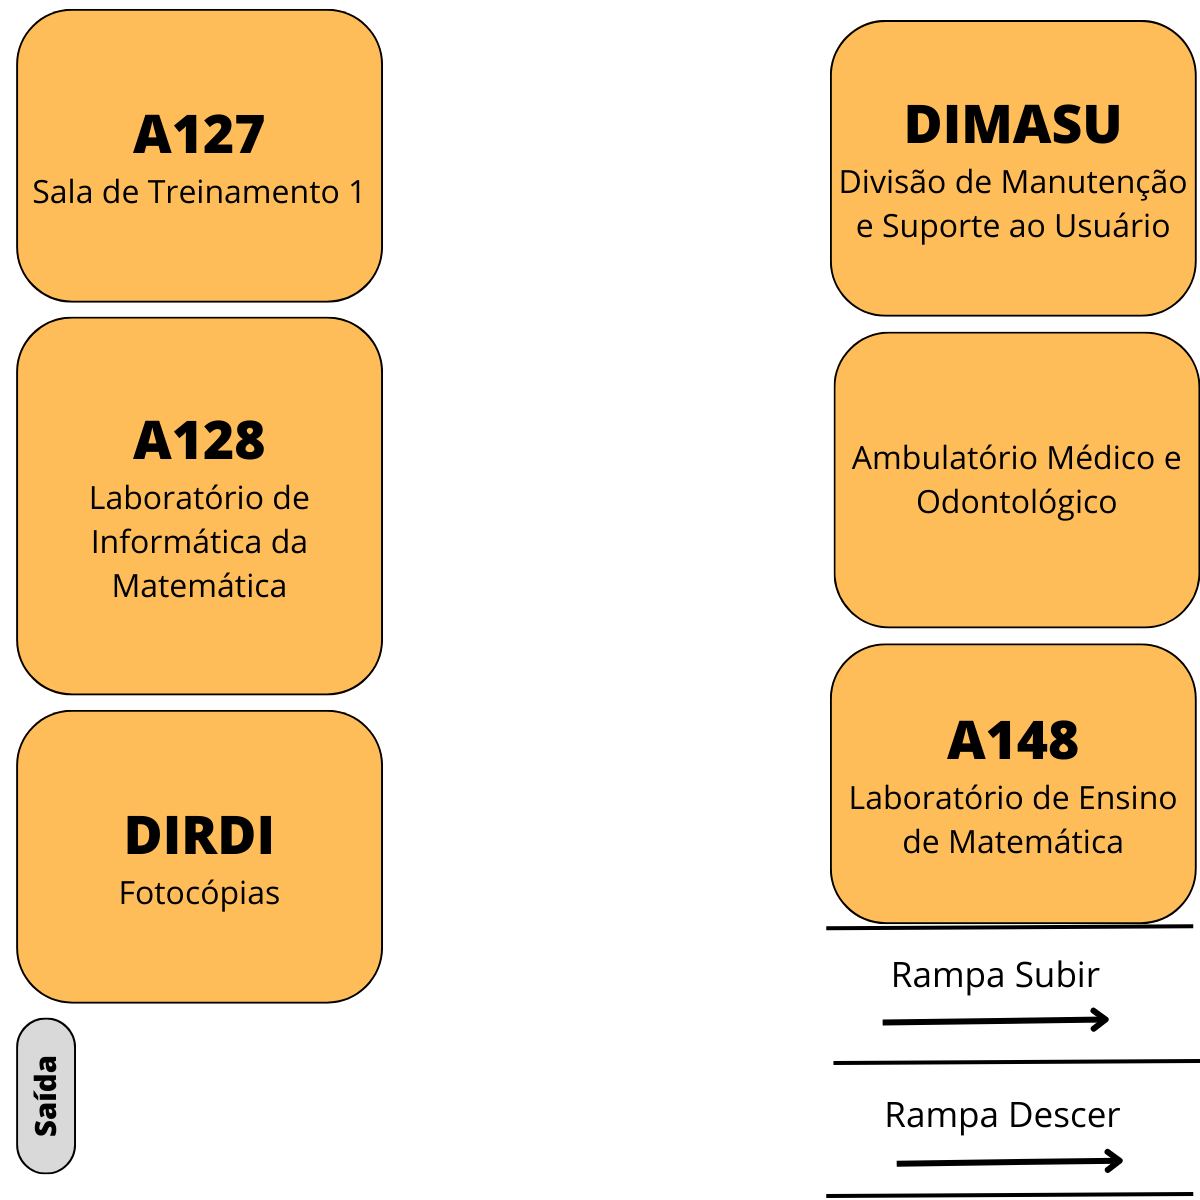 A127
Sala de Treinamento 1
A128
Laboratório de
Informática da
Matemática
DIRDI
Fotocópias
Saída
DIMASU
Divisão de Manutenção
e Suporte ao Usuário
Ambulatório Médico e
Odontológico
A148
Laboratório de Ensino
de Matemática
Rampa Subir
Rampa Descer